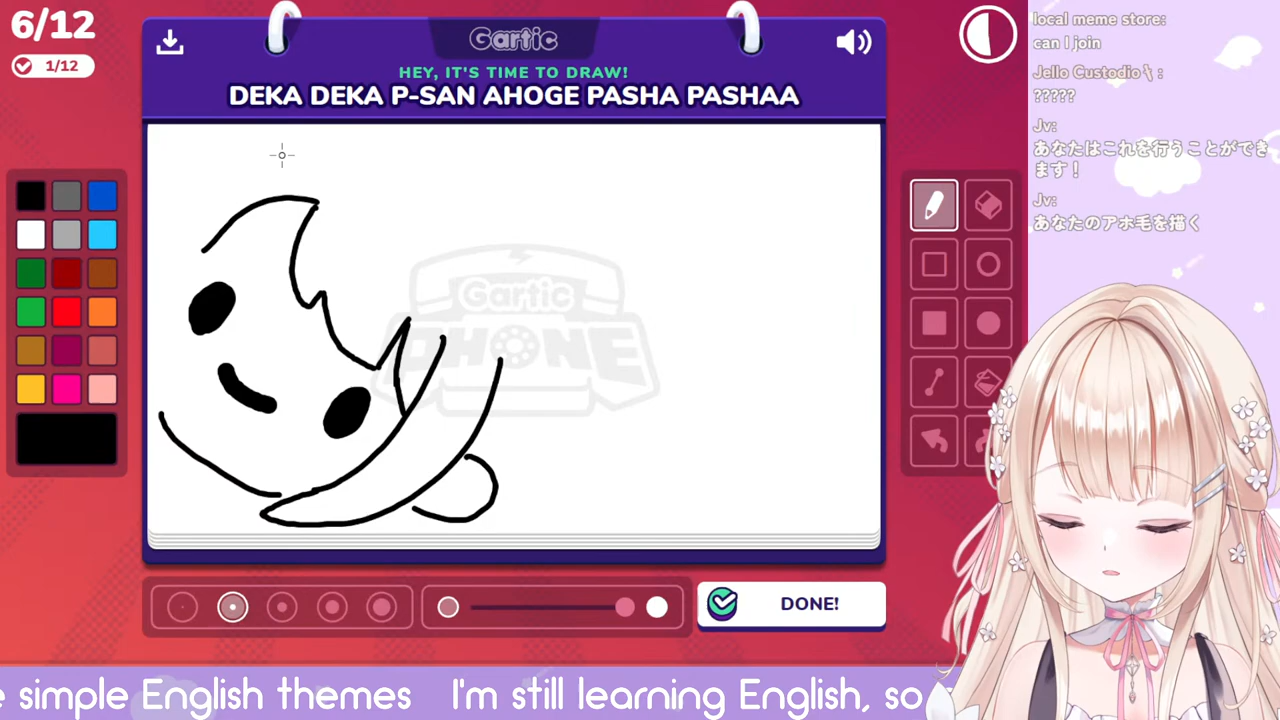 6/12
1/12
Gartic
HEY, IT'S TIME TO DRAW!
DEKA DEKA P-SAN AHOGE PASHA PASHAA
Gartic
PHONE
DONE!
local meme store:
can I join
Jello Custodio\ :
?????
Jv:
あなたはこれを行うことができ
ます！
Jv:
あなたのアホ毛を描く
e simple English themes I'm still learning English, so